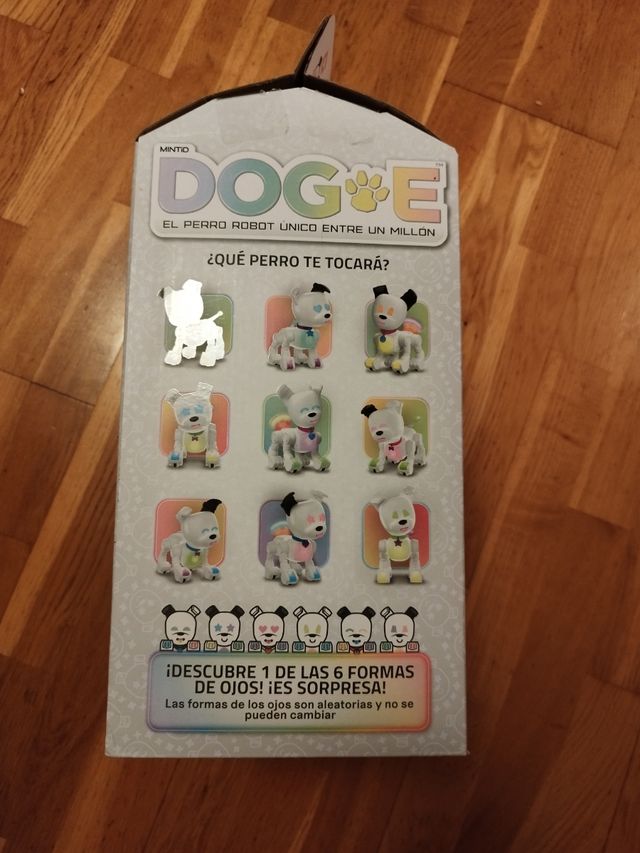 MINTiD
DOG E
™
EL PERRO ROBOT ÚNICO ENTRE UN MILLÓN
¿QUÉ PERRO TE TOCARÁ?
¡DESCUBRE 1 DE LAS 6 FORMAS
DE OJOS! ¡ES SORPRESA!
Las formas de los ojos son aleatorias y no se
pueden cambiar